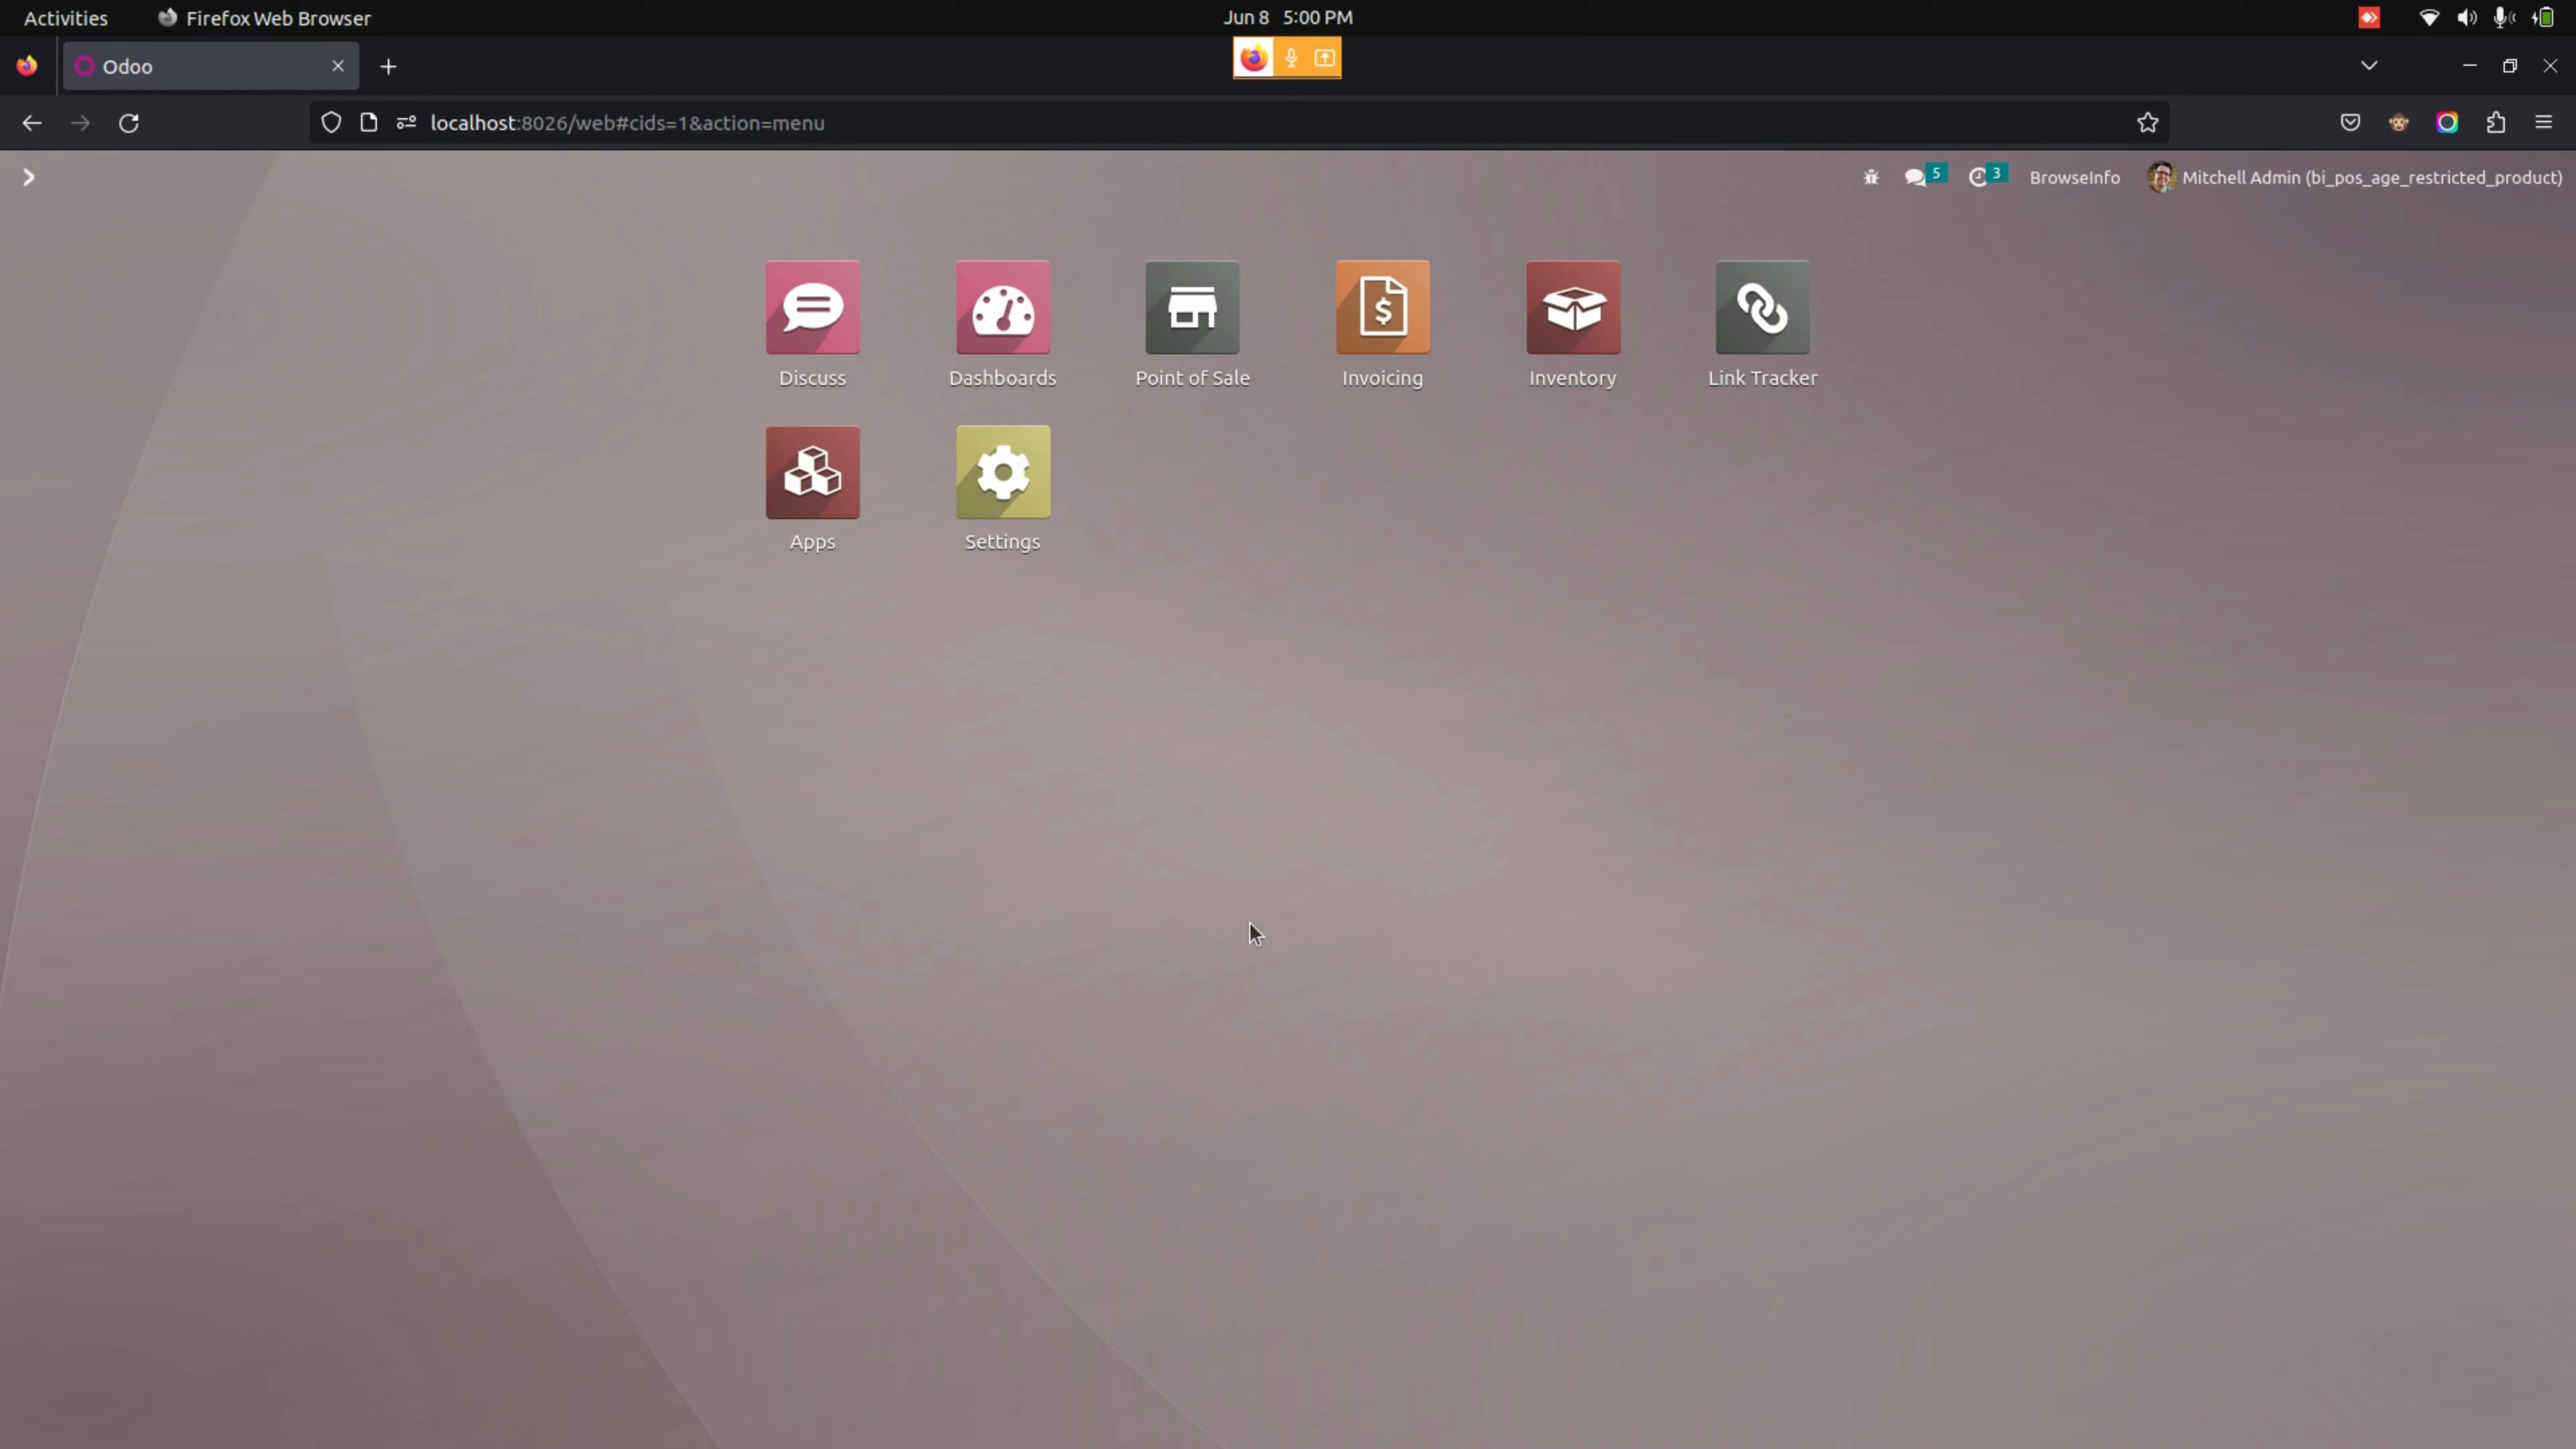 Activities Firefox Web Browser Jun 8 5:00 PM
Odoo
localhost:8026/web#cids=1&action=menu
5 3 BrowseInfo Mitchell Admin (bi_pos_age_restricted_product)
Discuss Dashboards Point of Sale Invoicing Inventory Link Tracker
Apps Settings